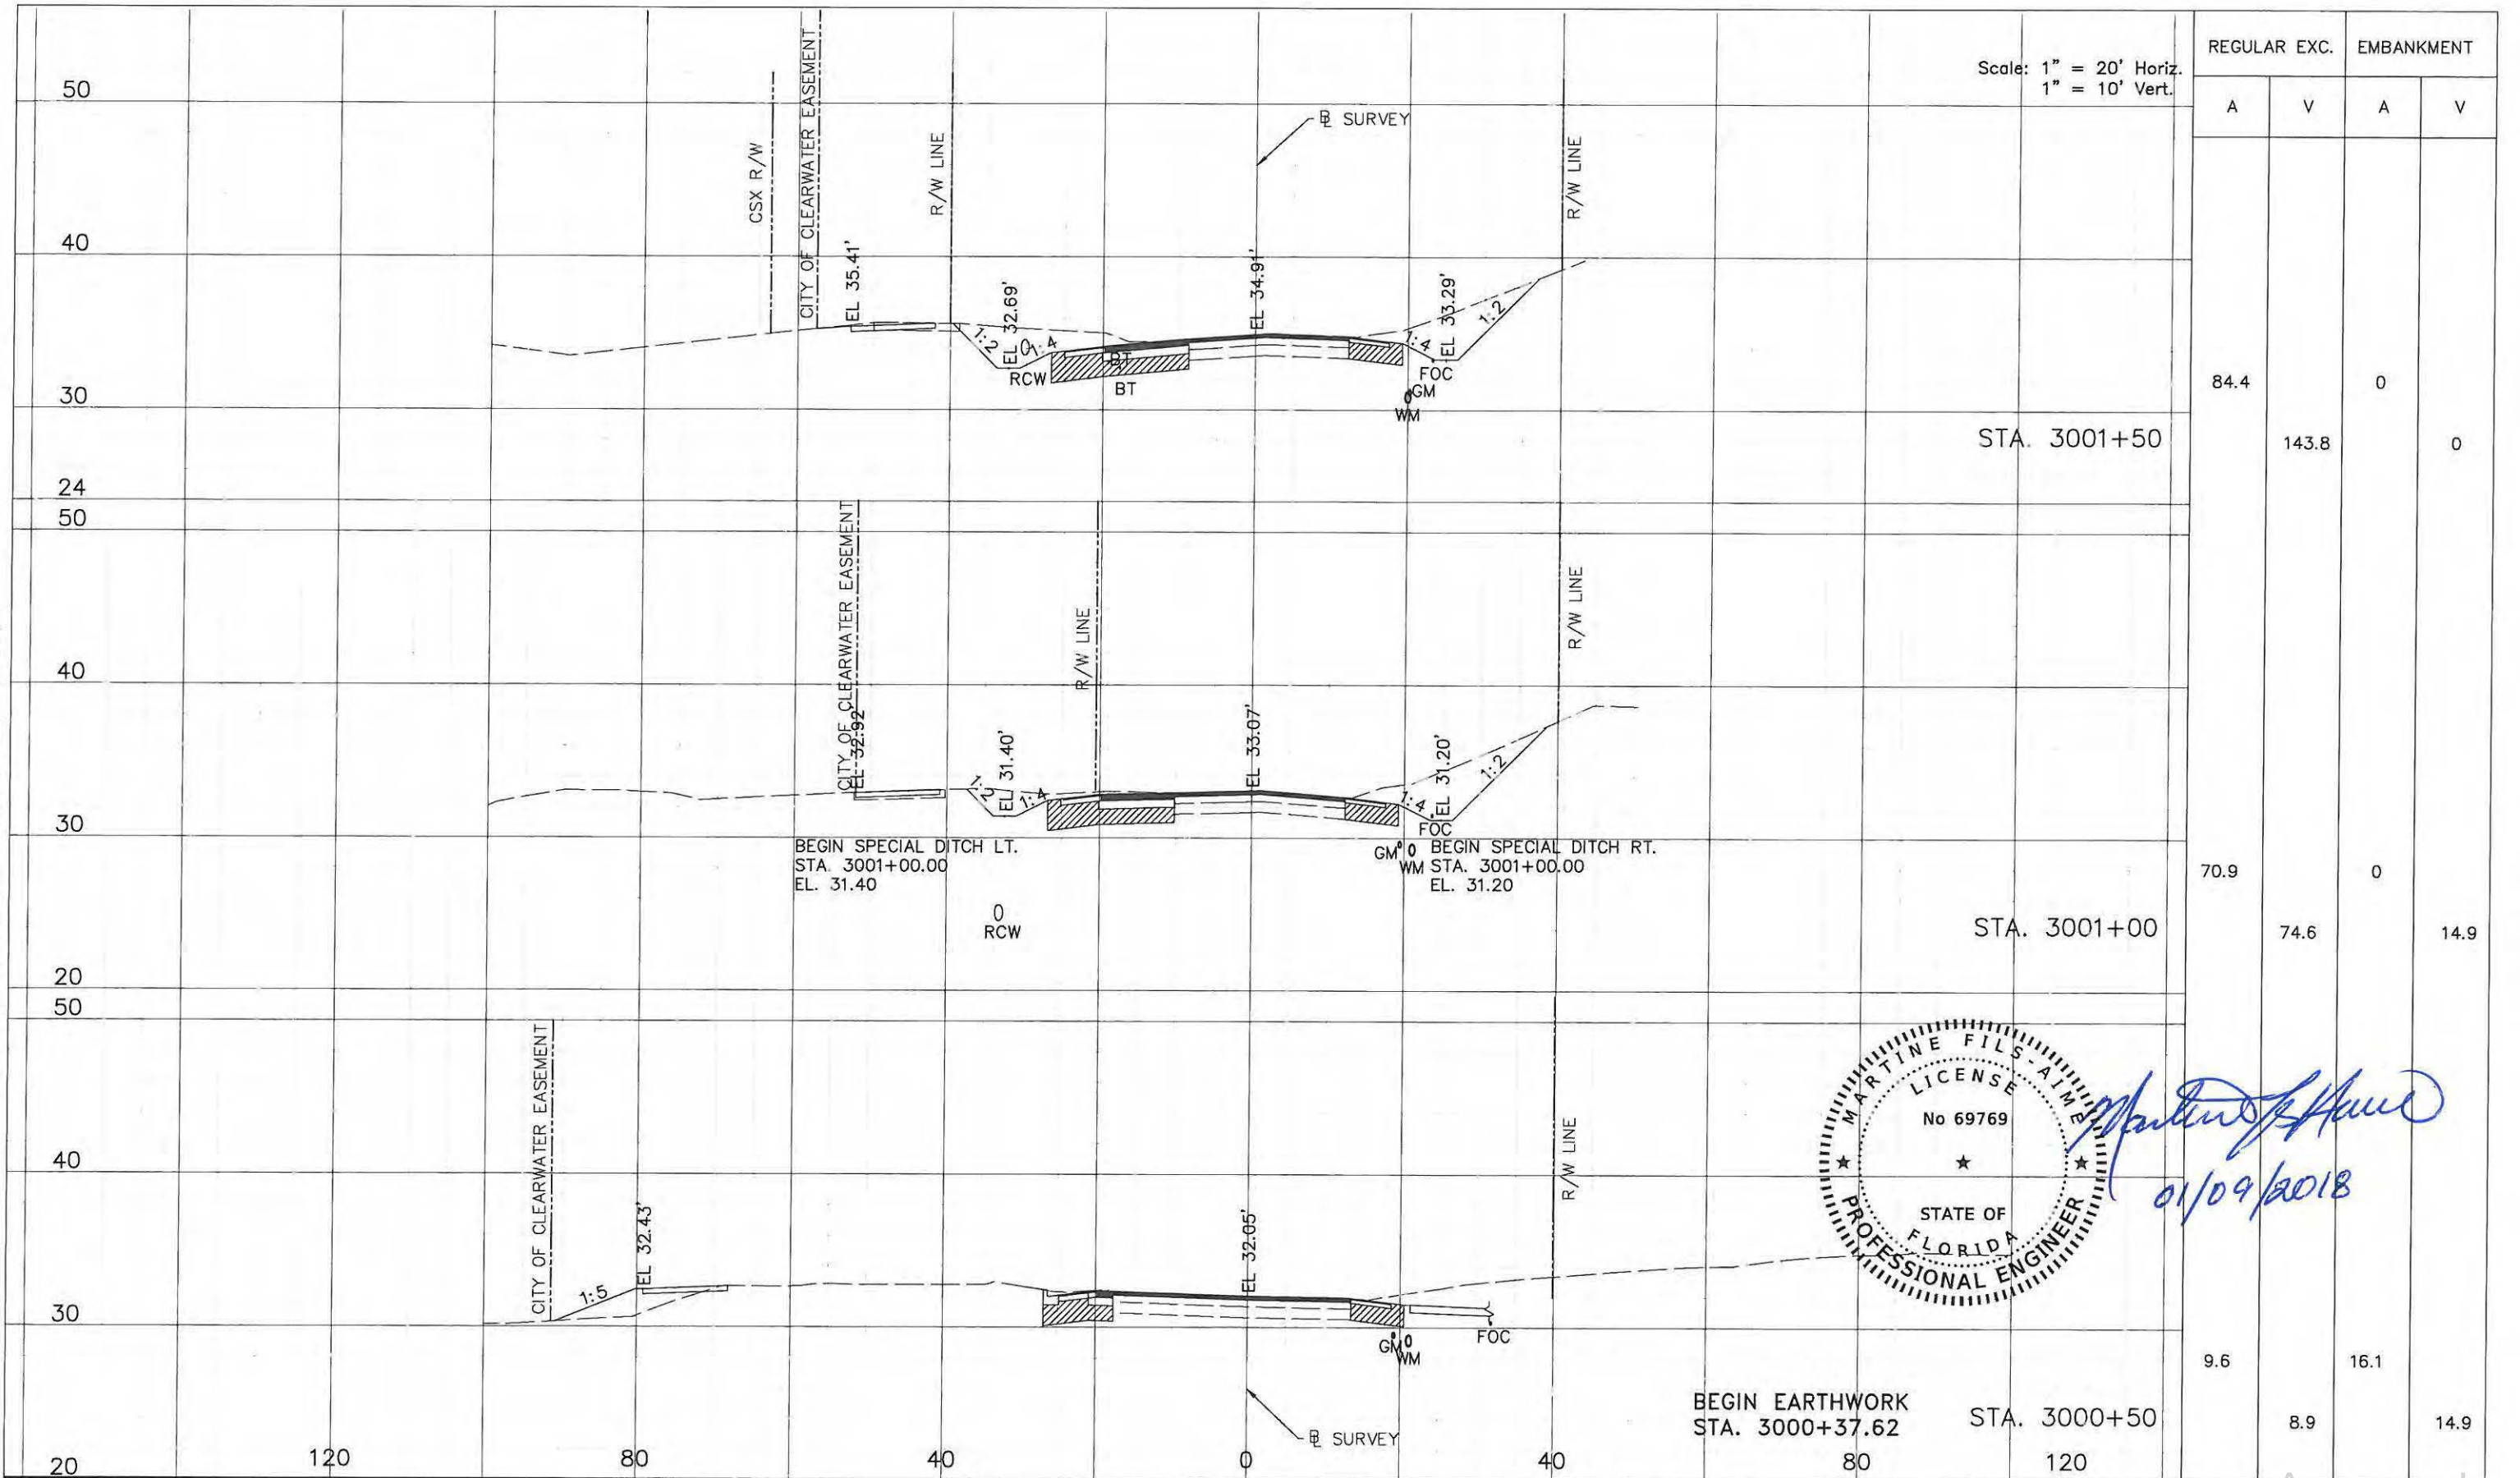 REGULAR EXC. EMBANKMENT
A V A V
Scale: 1" = 20' Horiz.
1" = 10' Vert.
50
40
30
24
CSX R/W
CITY OF CLEARWATER EASEMENT
EL 35.41'
R/W LINE
EL 32.69'
1:2
1:4
RCW
BT
BT
℄ SURVEY
EL 34.91'
1:4
EL 33.29'
1:2
R/W LINE
FOC
GM
WM
84.4 0
STA. 3001+50
143.8 0
50
40
30
20
CITY OF CLEARWATER EASEMENT
EL 32.92'
1:2
EL 31.40'
1:4
R/W LINE
EL 33.07'
1:4
EL 31.20'
1:2
R/W LINE
FOC
GM
WM
BEGIN SPECIAL DITCH LT.
STA. 3001+00.00
EL. 31.40
BEGIN SPECIAL DITCH RT.
STA. 3001+00.00
EL. 31.20
RCW
70.9 0
STA. 3001+00
74.6 14.9
50
40
30
20
CITY OF CLEARWATER EASEMENT
1:5
EL 32.43'
EL 32.05'
R/W LINE
GM
WM
FOC
MARTINE FILS-AIME
LICENSE
No 69769
STATE OF
FLORIDA
PROFESSIONAL ENGINEER
01/09/2018
9.6 16.1
BEGIN EARTHWORK
STA. 3000+37.62
STA. 3000+50
8.9 14.9
℄ SURVEY
120 80 40 0 40 80 120